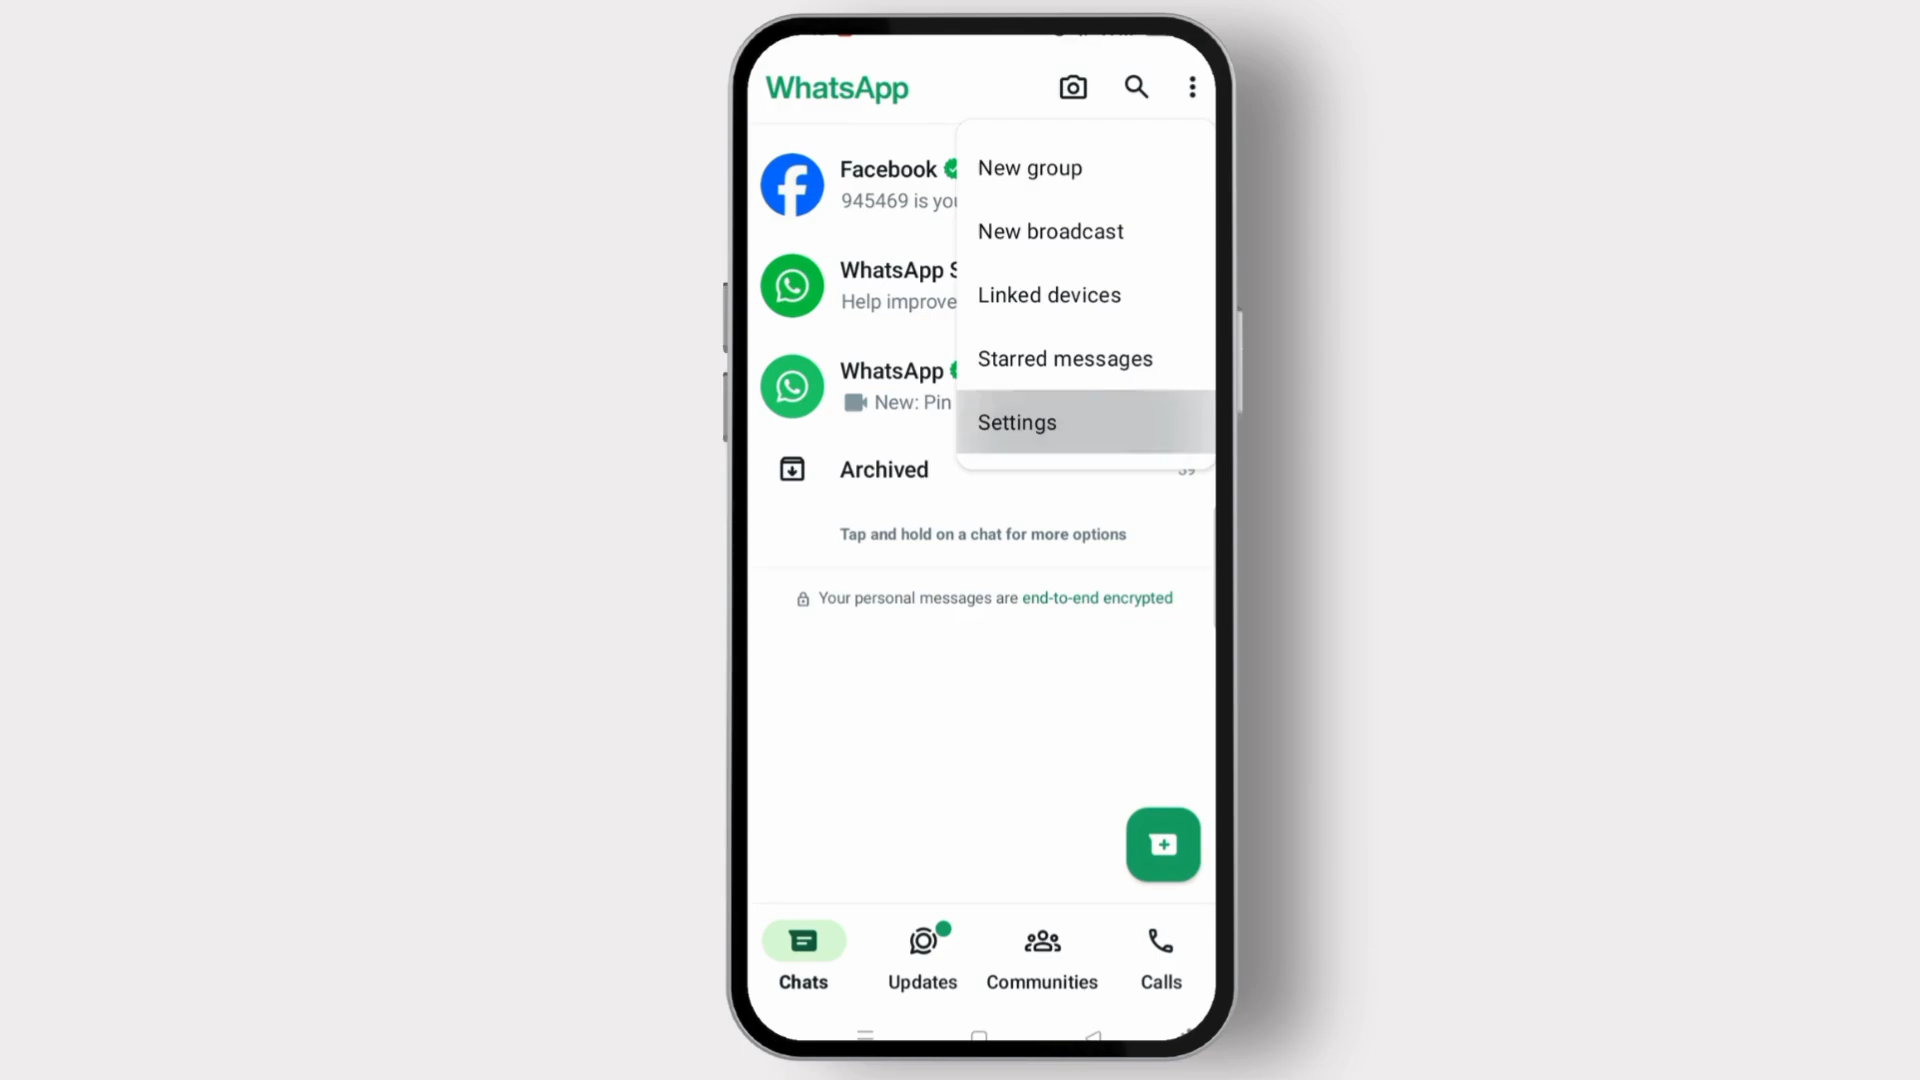 WhatsApp
Facebook
945469 is you
WhatsApp S
Help improve
WhatsApp
New: Pin
Archived
Tap and hold on a chat for more options
Your personal messages are end-to-end encrypted
New group
New broadcast
Linked devices
Starred messages
Settings
Chats
Updates
Communities
Calls